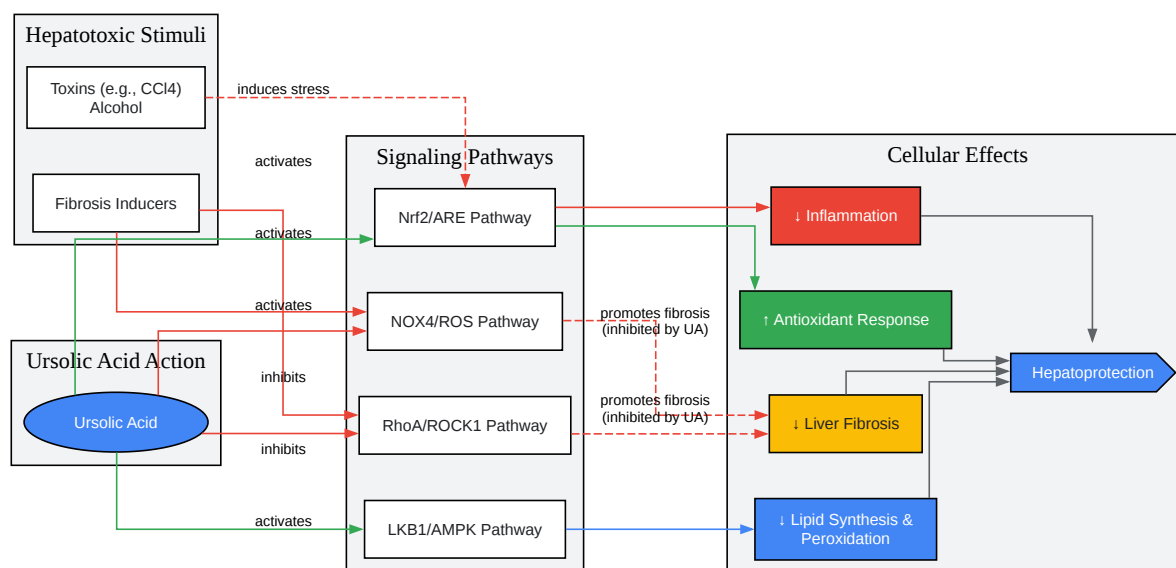 Hepatotoxic Stimuli
Toxins (e.g., CCl4)
Alcohol
Fibrosis Inducers
Ursolic Acid Action
Ursolic Acid
induces stress
activates
activates
activates
inhibits
inhibits
activates
Signaling Pathways
Nrf2/ARE Pathway
NOX4/ROS Pathway
RhoA/ROCK1 Pathway
LKB1/AMPK Pathway
promotes fibrosis
(inhibited by UA)
promotes fibrosis
(inhibited by UA)
Cellular Effects
↓ Inflammation
↑ Antioxidant Response
Hepatoprotection
↓ Liver Fibrosis
↓ Lipid Synthesis &
Peroxidation